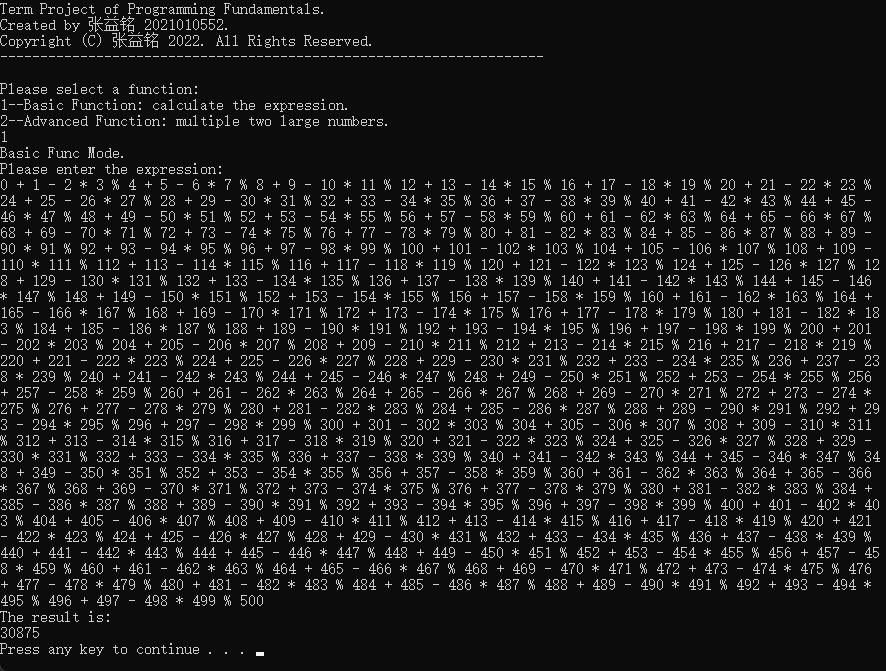 Term Project of Programming Fundamentals.
Created by 张益铭 2021010552.
Copyright (C) 张益铭 2022. All Rights Reserved.
--------------------------------------------------------------------
Please select a function:
1--Basic Function: calculate the expression.
2--Advanced Function: multiple two large numbers.
1
Basic Func Mode.
Please enter the expression:
0 + 1 - 2 * 3 % 4 + 5 - 6 * 7 % 8 + 9 - 10 * 11 % 12 + 13 - 14 * 15 % 16 + 17 - 18 * 19 % 20 + 21 - 22 * 23 %
24 + 25 - 26 * 27 % 28 + 29 - 30 * 31 % 32 + 33 - 34 * 35 % 36 + 37 - 38 * 39 % 40 + 41 - 42 * 43 % 44 + 45 -
46 * 47 % 48 + 49 - 50 * 51 % 52 + 53 - 54 * 55 % 56 + 57 - 58 * 59 % 60 + 61 - 62 * 63 % 64 + 65 - 66 * 67 %
68 + 69 - 70 * 71 % 72 + 73 - 74 * 75 % 76 + 77 - 78 * 79 % 80 + 81 - 82 * 83 % 84 + 85 - 86 * 87 % 88 + 89 -
90 * 91 % 92 + 93 - 94 * 95 % 96 + 97 - 98 * 99 % 100 + 101 - 102 * 103 % 104 + 105 - 106 * 107 % 108 + 109 -
110 * 111 % 112 + 113 - 114 * 115 % 116 + 117 - 118 * 119 % 120 + 121 - 122 * 123 % 124 + 125 - 126 * 127 % 12
8 + 129 - 130 * 131 % 132 + 133 - 134 * 135 % 136 + 137 - 138 * 139 % 140 + 141 - 142 * 143 % 144 + 145 - 146
* 147 % 148 + 149 - 150 * 151 % 152 + 153 - 154 * 155 % 156 + 157 - 158 * 159 % 160 + 161 - 162 * 163 % 164 +
165 - 166 * 167 % 168 + 169 - 170 * 171 % 172 + 173 - 174 * 175 % 176 + 177 - 178 * 179 % 180 + 181 - 182 * 18
3 % 184 + 185 - 186 * 187 % 188 + 189 - 190 * 191 % 192 + 193 - 194 * 195 % 196 + 197 - 198 * 199 % 200 + 201
- 202 * 203 % 204 + 205 - 206 * 207 % 208 + 209 - 210 * 211 % 212 + 213 - 214 * 215 % 216 + 217 - 218 * 219 %
220 + 221 - 222 * 223 % 224 + 225 - 226 * 227 % 228 + 229 - 230 * 231 % 232 + 233 - 234 * 235 % 236 + 237 - 23
8 * 239 % 240 + 241 - 242 * 243 % 244 + 245 - 246 * 247 % 248 + 249 - 250 * 251 % 252 + 253 - 254 * 255 % 256
+ 257 - 258 * 259 % 260 + 261 - 262 * 263 % 264 + 265 - 266 * 267 % 268 + 269 - 270 * 271 % 272 + 273 - 274 *
275 % 276 + 277 - 278 * 279 % 280 + 281 - 282 * 283 % 284 + 285 - 286 * 287 % 288 + 289 - 290 * 291 % 292 + 29
3 - 294 * 295 % 296 + 297 - 298 * 299 % 300 + 301 - 302 * 303 % 304 + 305 - 306 * 307 % 308 + 309 - 310 * 311
% 312 + 313 - 314 * 315 % 316 + 317 - 318 * 319 % 320 + 321 - 322 * 323 % 324 + 325 - 326 * 327 % 328 + 329 -
330 * 331 % 332 + 333 - 334 * 335 % 336 + 337 - 338 * 339 % 340 + 341 - 342 * 343 % 344 + 345 - 346 * 347 % 34
8 + 349 - 350 * 351 % 352 + 353 - 354 * 355 % 356 + 357 - 358 * 359 % 360 + 361 - 362 * 363 % 364 + 365 - 366
* 367 % 368 + 369 - 370 * 371 % 372 + 373 - 374 * 375 % 376 + 377 - 378 * 379 % 380 + 381 - 382 * 383 % 384 +
385 - 386 * 387 % 388 + 389 - 390 * 391 % 392 + 393 - 394 * 395 % 396 + 397 - 398 * 399 % 400 + 401 - 402 * 40
3 % 404 + 405 - 406 * 407 % 408 + 409 - 410 * 411 % 412 + 413 - 414 * 415 % 416 + 417 - 418 * 419 % 420 + 421
- 422 * 423 % 424 + 425 - 426 * 427 % 428 + 429 - 430 * 431 % 432 + 433 - 434 * 435 % 436 + 437 - 438 * 439 %
440 + 441 - 442 * 443 % 444 + 445 - 446 * 447 % 448 + 449 - 450 * 451 % 452 + 453 - 454 * 455 % 456 + 457 - 45
8 * 459 % 460 + 461 - 462 * 463 % 464 + 465 - 466 * 467 % 468 + 469 - 470 * 471 % 472 + 473 - 474 * 475 % 476
+ 477 - 478 * 479 % 480 + 481 - 482 * 483 % 484 + 485 - 486 * 487 % 488 + 489 - 490 * 491 % 492 + 493 - 494 *
495 % 496 + 497 - 498 * 499 % 500
The result is:
30875
Press any key to continue . . .